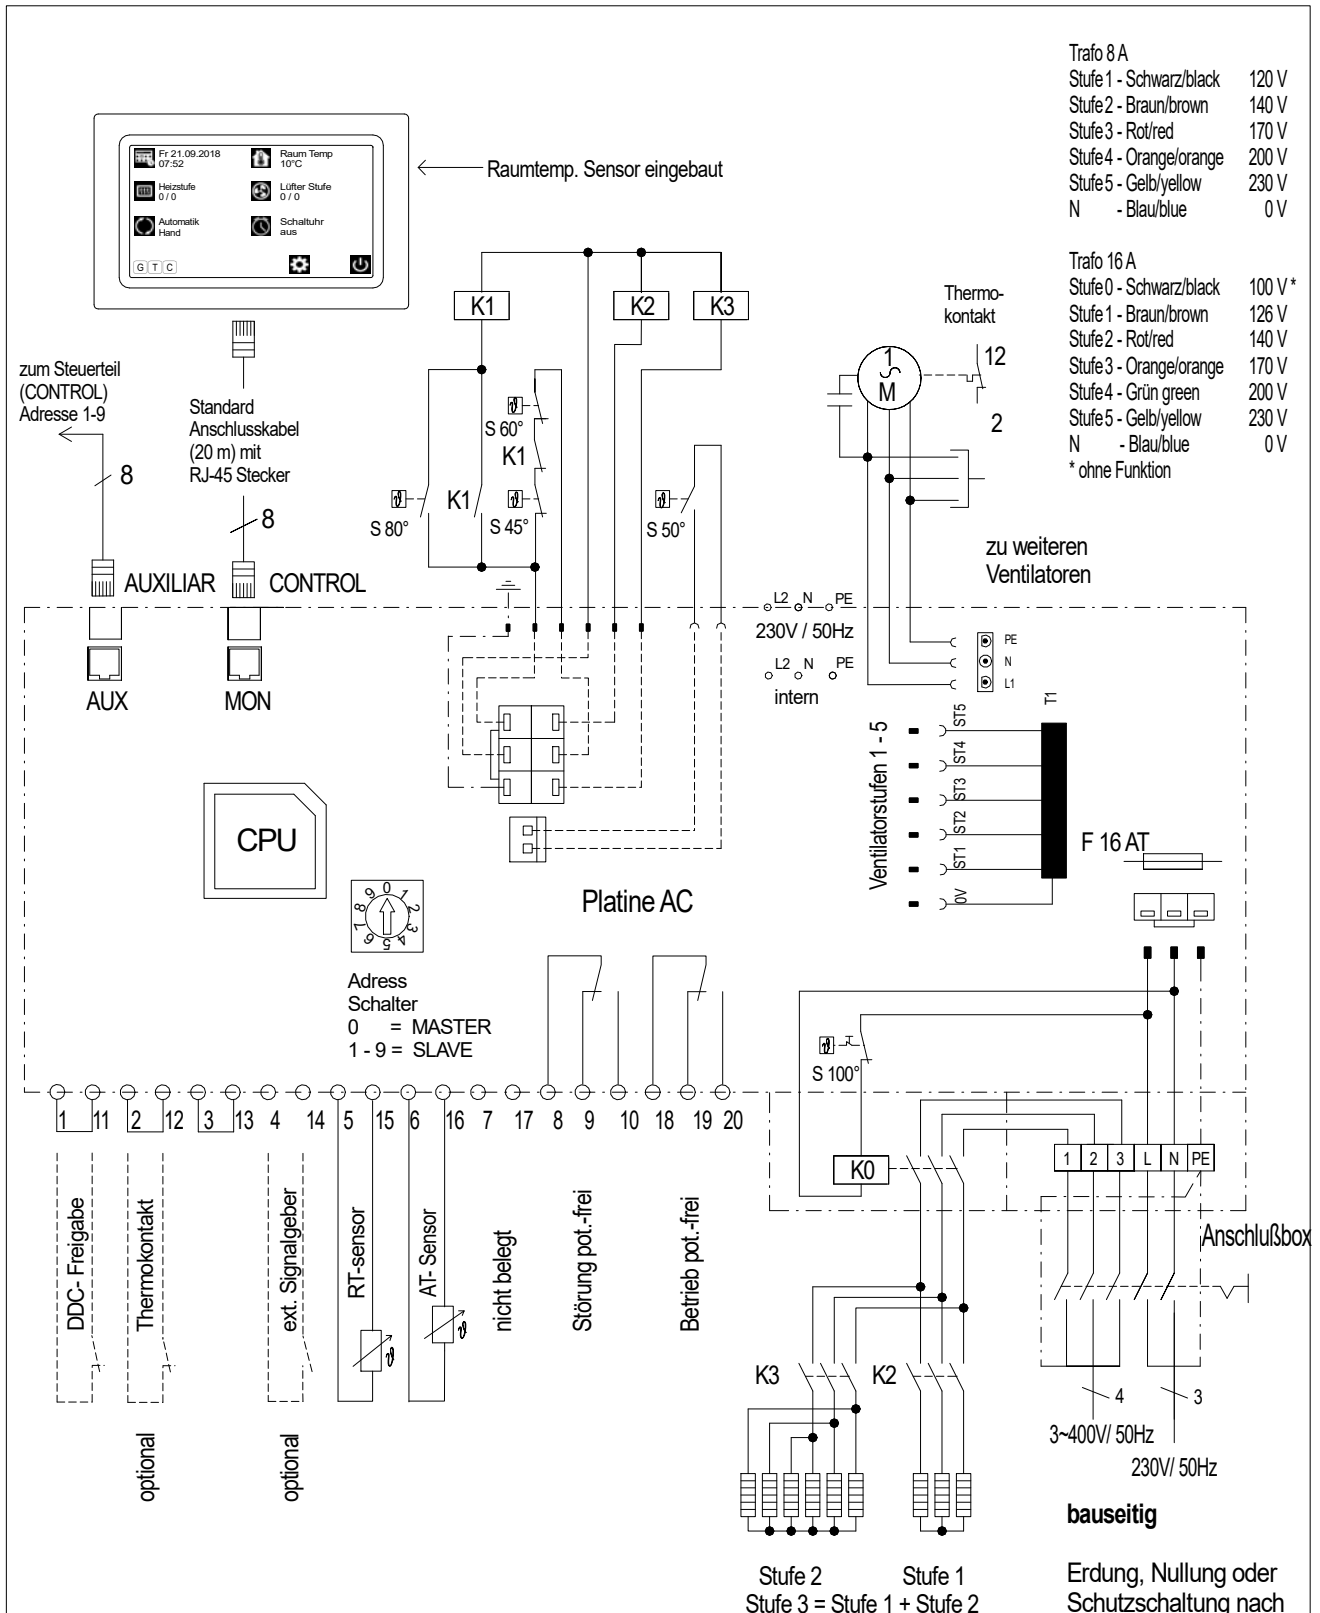 Trafo 8 A
Stufe 1 - Schwarz/black 120 V
Stufe 2 - Braun/brown 140 V
Stufe 3 - Rot/red 170 V
Stufe 4 - Orange/orange 200 V
Stufe 5 - Gelb/yellow 230 V
N - Blau/blue 0 V
Trafo 16 A
Stufe 0 - Schwarz/black 100 V *
Stufe 1 - Braun/brown 126 V
Stufe 2 - Rot/red 140 V
Stufe 3 - Orange/orange 170 V
Stufe 4 - Grün green 200 V
Stufe 5 - Gelb/yellow 230 V
N - Blau/blue 0 V
* ohne Funktion
Fr 21.09.2018
07:52
Raum Temp
10°C
Heizstufe
0 / 0
Lüfter Stufe
0 / 0
Automatik
Hand
Schaltuhr
aus
G T C
Raumtemp. Sensor eingebaut
K1
K2
K3
Thermo-
kontakt
12
2
1
M
zum Steuerteil
(CONTROL)
Adresse 1-9
8
Standard
Anschlusskabel
(20 m) mit
RJ-45 Stecker
8
S 60°
K1
S 80°
K1
S 45°
S 50°
zu weiteren
Ventilatoren
AUXILIAR
CONTROL
L2 N PE
230V / 50Hz
L2 N PE
intern
PE
N
L1
AUX
MON
T1
Ventilatorstufen 1 - 5
ST5
ST4
ST3
ST2
ST1
0V
CPU
F 16 AT
Platine AC
0 1 2 3 4 5 6 7 8 9
Adress
Schalter
0 = MASTER
1 - 9 = SLAVE
S 100°
1 11 2 12 3 13 4 14 5 15 6 16 7 17 8 9 10 18 19 20
K0
1 2 3 L N PE
DDC- Freigabe
Thermokontakt
ext. Signalgeber
RT-sensor
AT- Sensor
nicht belegt
Störung pot.-frei
Betrieb pot.-frei
Anschlußbox
optional
optional
K3
K2
4
3
3~400V/ 50Hz
230V/ 50Hz
bauseitig
Stufe 2
Stufe 1
Stufe 3 = Stufe 1 + Stufe 2
Erdung, Nullung oder
Schutzschaltung nach